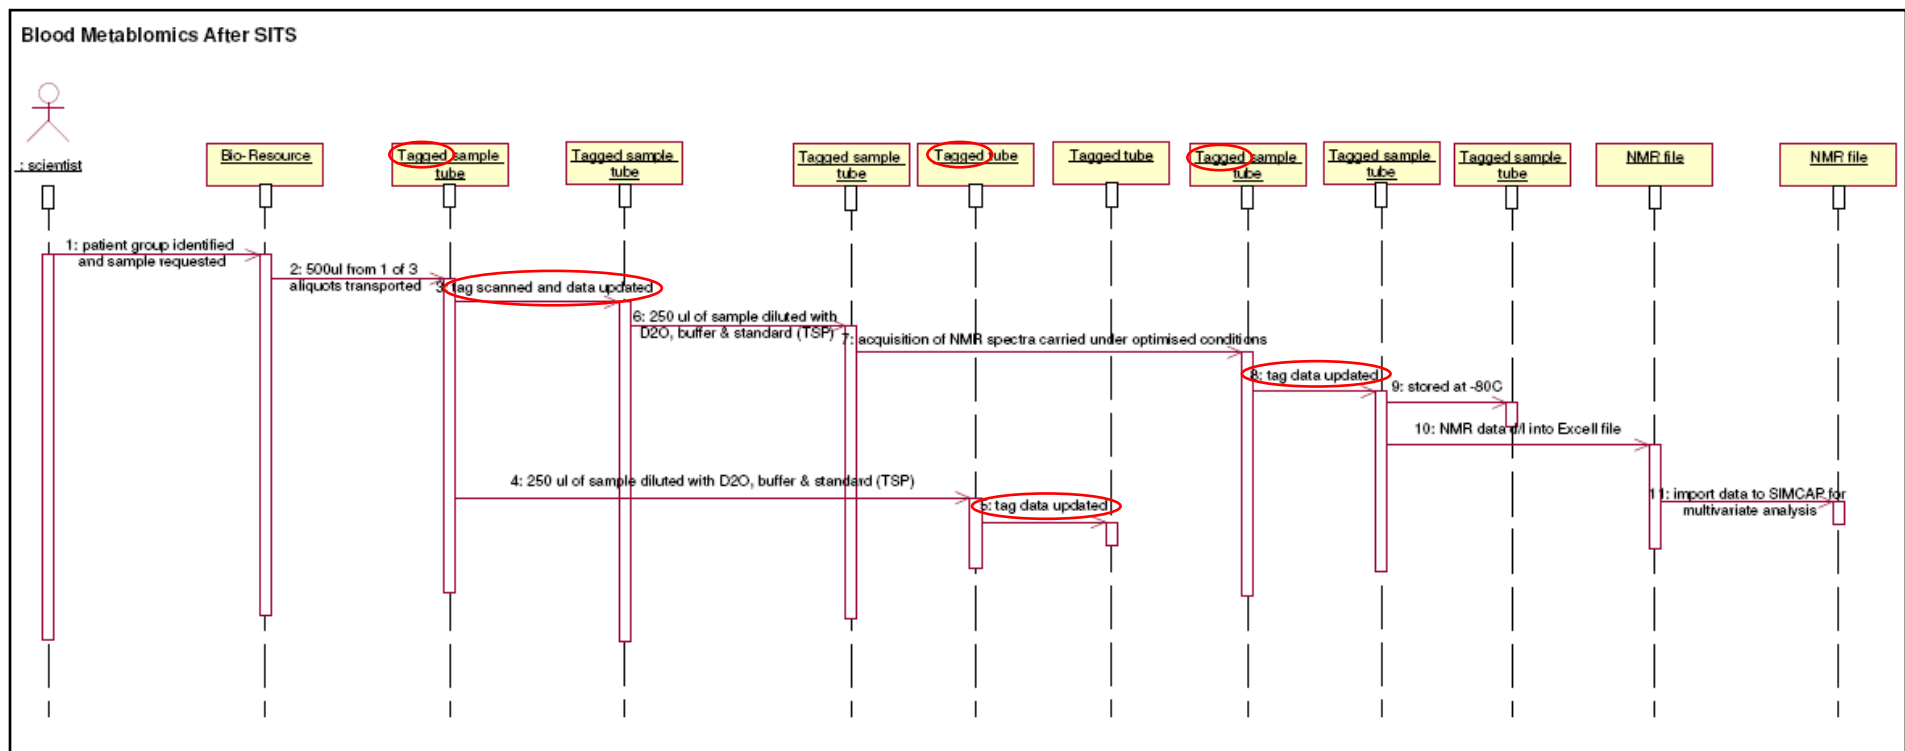 Blood Metablomics After SITS
: scientist
Bio-Resource
Tagged sample
tube
Tagged sample
tube
Tagged sample
tube
Tagged tube
Tagged tube
Tagged sample
tube
Tagged sample
tube
Tagged sample
tube
NMR file
NMR file
1: patient group identified
and sample requested
2: 500ul from 1 of 3
aliquots transported
3: tag scanned and data updated
6: 250 ul of sample diluted with
D2O, buffer & standard (TSP)
7: acquisition of NMR spectra carried under optimised conditions
8: tag data updated
9: stored at -80C
10: NMR data d/l into Excell file
4: 250 ul of sample diluted with D2O, buffer & standard (TSP)
5: tag data updated
11: import data to SIMCAP for
multivariate analysis